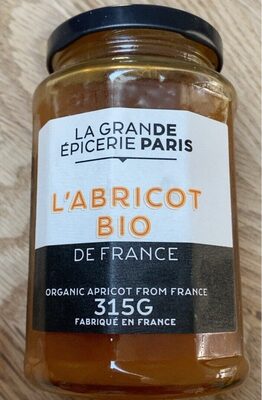 LA GRANDE
ÉPICERIE PARIS
L'ABRICOT
BIO
DE FRANCE
ORGANIC APRICOT FROM FRANCE
315G
FABRIQUÉ EN FRANCE